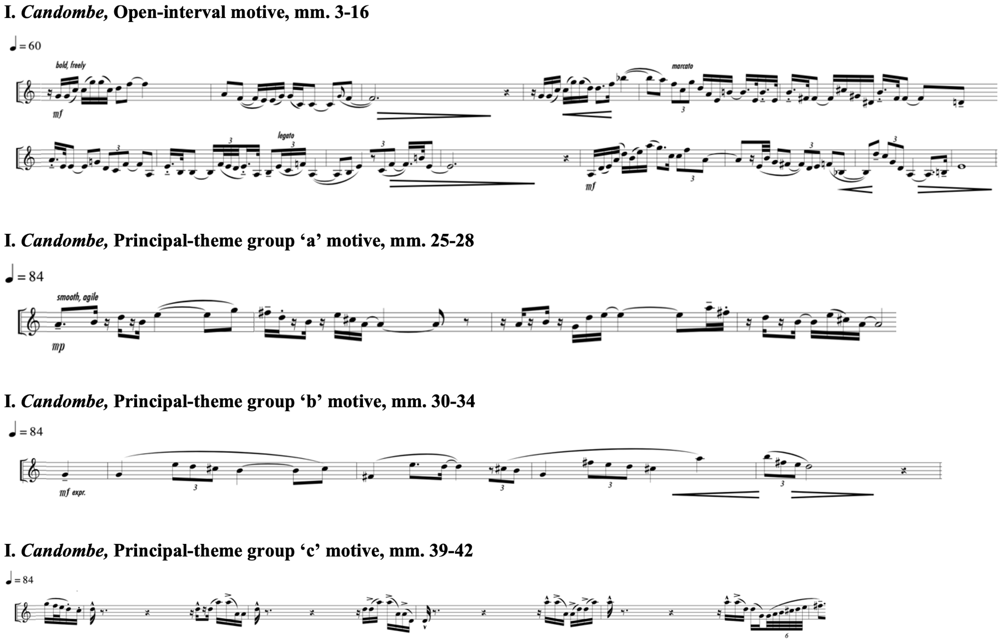 I. Candombe, Open-interval motive, mm. 3-16
♩ = 60
bold, freely
marcato
mf
3
3
3
legato
3
3
3
3
3
mf
3
I. Candombe, Principal-theme group ‘a’ motive, mm. 25-28
♩ = 84
smooth, agile
mp
I. Candombe, Principal-theme group ‘b’ motive, mm. 30-34
♩ = 84
3
3
3
3
mf expr.
I. Candombe, Principal-theme group ‘c’ motive, mm. 39-42
♩ = 84
6